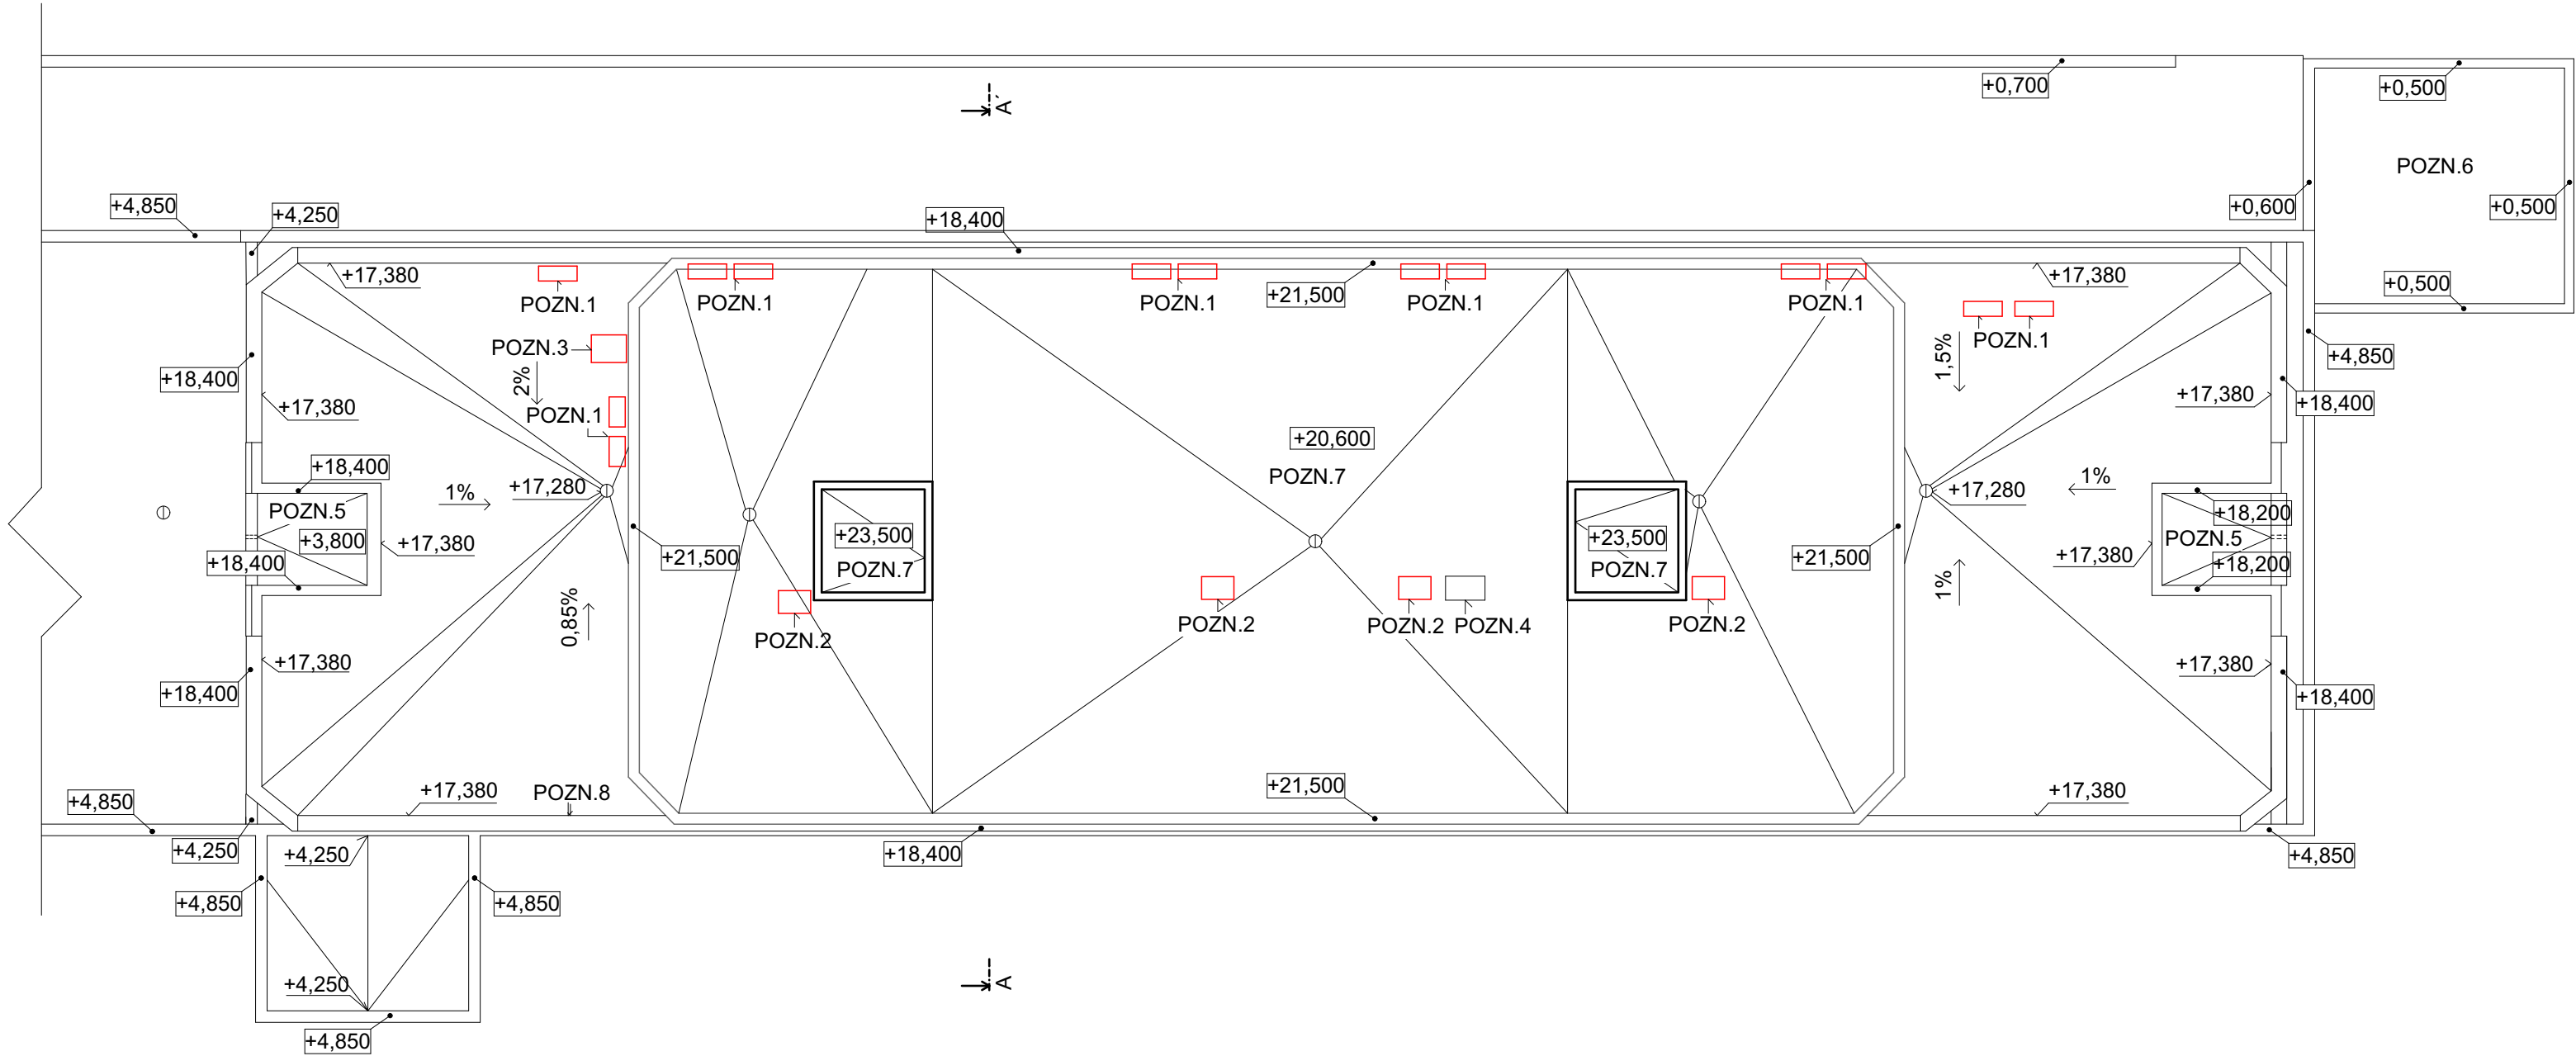 +0,700
+0,500
A´
POZN.6
+4,850
+4,250
+18,400
+0,600
+0,500
+17,380
POZN.1
POZN.1
POZN.1
+21,500
POZN.1
POZN.1
+17,380
+0,500
POZN.3
2%
1,5%
POZN.1
+4,850
+18,400
+17,380
POZN.1
+17,380
+18,400
+20,600
+18,400
1%
+17,280
POZN.7
1%
+17,280
POZN.5
+3,800
+18,400
+17,380
+21,500
+23,500
POZN.7
+23,500
POZN.7
+21,500
+17,380
+18,200
POZN.5
+18,200
0,85%
1%
POZN.2
POZN.2
POZN.2
POZN.4
POZN.2
+17,380
+18,400
+17,380
+18,400
+4,850
+17,380
POZN.8
+21,500
+17,380
+4,250
+4,250
+18,400
+4,850
+4,850
+4,850
+4,250
A
+4,850